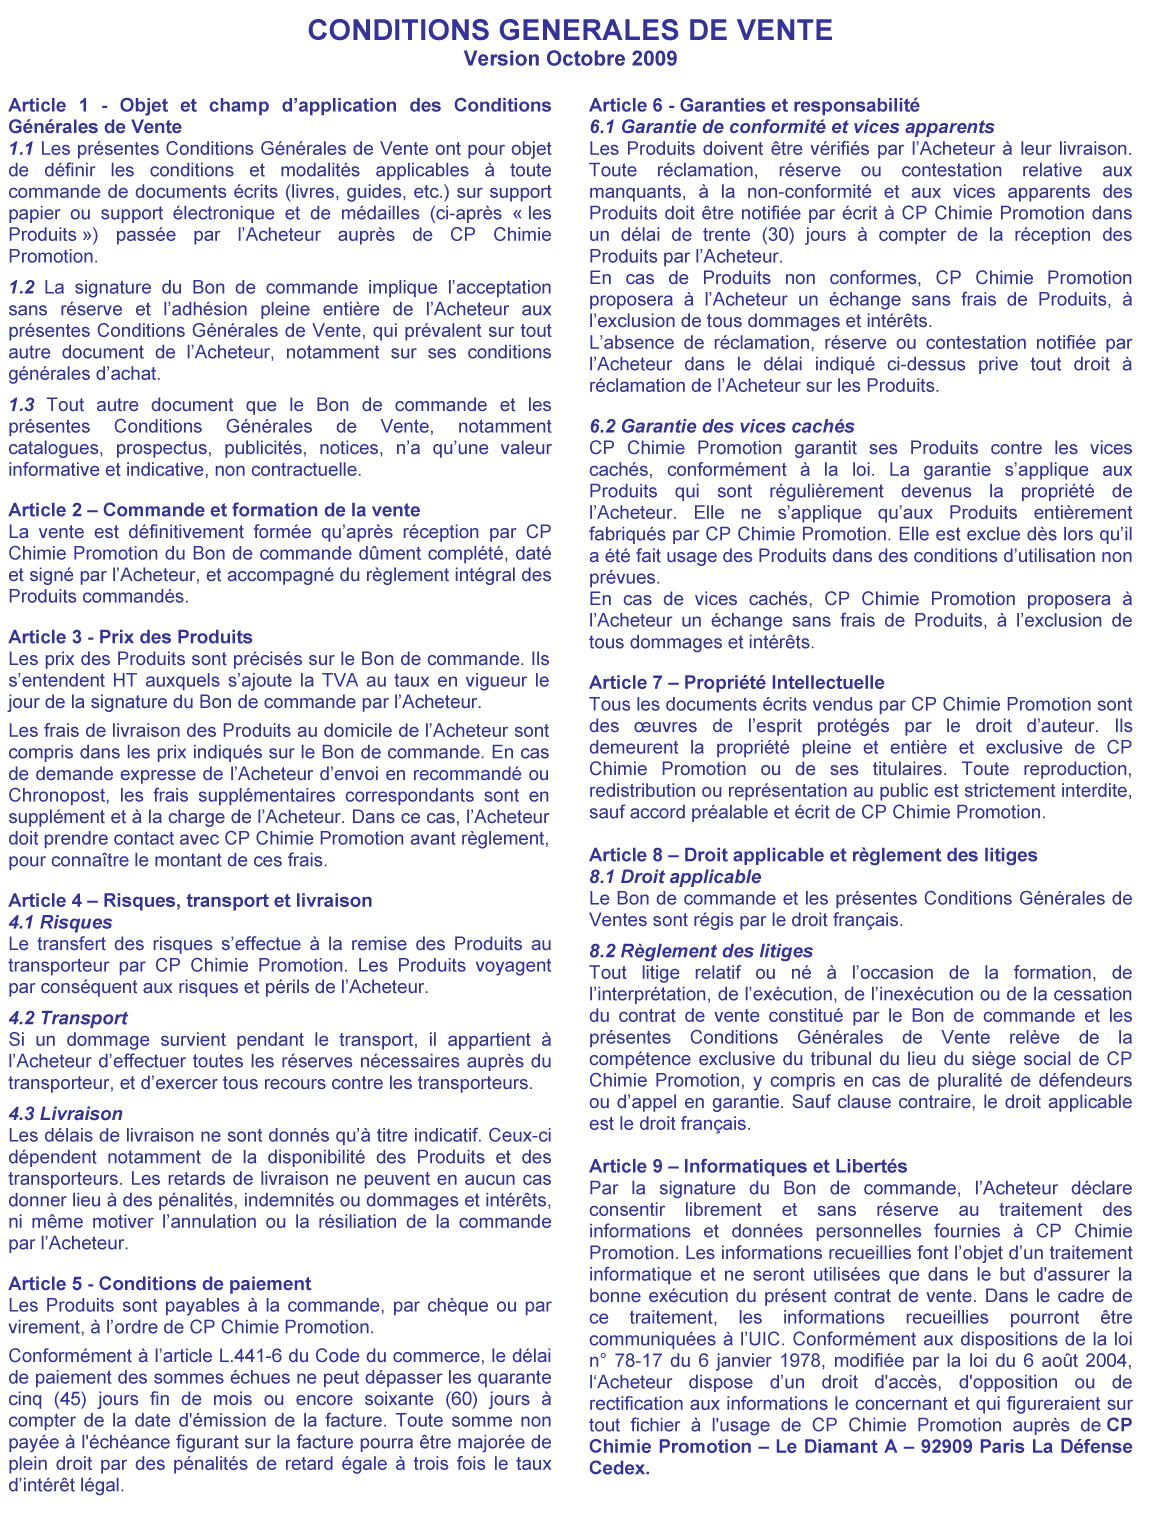 CONDITIONS GENERALES DE VENTE
Version Octobre 2009
Article 1 - Objet et champ d’application des Conditions
Générales de Vente
1.1 Les présentes Conditions Générales de Vente ont pour objet
de définir les conditions et modalités applicables à toute
commande de documents écrits (livres, guides, etc.) sur support
papier ou support électronique et de médailles (ci-après « les
Produits ») passée par l’Acheteur auprès de CP Chimie
Promotion.
1.2 La signature du Bon de commande implique l’acceptation
sans réserve et l’adhésion pleine entière de l’Acheteur aux
présentes Conditions Générales de Vente, qui prévalent sur tout
autre document de l’Acheteur, notamment sur ses conditions
générales d’achat.
1.3 Tout autre document que le Bon de commande et les
présentes Conditions Générales de Vente, notamment
catalogues, prospectus, publicités, notices, n’a qu’une valeur
informative et indicative, non contractuelle.
Article 2 – Commande et formation de la vente
La vente est définitivement formée qu’après réception par CP
Chimie Promotion du Bon de commande dûment complété, daté
et signé par l’Acheteur, et accompagné du règlement intégral des
Produits commandés.
Article 3 - Prix des Produits
Les prix des Produits sont précisés sur le Bon de commande. Ils
s’entendent HT auxquels s’ajoute la TVA au taux en vigueur le
jour de la signature du Bon de commande par l’Acheteur.
Les frais de livraison des Produits au domicile de l’Acheteur sont
compris dans les prix indiqués sur le Bon de commande. En cas
de demande expresse de l’Acheteur d’envoi en recommandé ou
Chronopost, les frais supplémentaires correspondants sont en
supplément et à la charge de l’Acheteur. Dans ce cas, l’Acheteur
doit prendre contact avec CP Chimie Promotion avant règlement,
pour connaître le montant de ces frais.
Article 4 – Risques, transport et livraison
4.1 Risques
Le transfert des risques s’effectue à la remise des Produits au
transporteur par CP Chimie Promotion. Les Produits voyagent
par conséquent aux risques et périls de l’Acheteur.
4.2 Transport
Si un dommage survient pendant le transport, il appartient à
l’Acheteur d’effectuer toutes les réserves nécessaires auprès du
transporteur, et d’exercer tous recours contre les transporteurs.
4.3 Livraison
Les délais de livraison ne sont donnés qu’à titre indicatif. Ceux-ci
dépendent notamment de la disponibilité des Produits et des
transporteurs. Les retards de livraison ne peuvent en aucun cas
donner lieu à des pénalités, indemnités ou dommages et intérêts,
ni même motiver l’annulation ou la résiliation de la commande
par l’Acheteur.
Article 5 - Conditions de paiement
Les Produits sont payables à la commande, par chèque ou par
virement, à l’ordre de CP Chimie Promotion.
Conformément à l’article L.441-6 du Code du commerce, le délai
de paiement des sommes échues ne peut dépasser les quarante
cinq (45) jours fin de mois ou encore soixante (60) jours à
compter de la date d'émission de la facture. Toute somme non
payée à l'échéance figurant sur la facture pourra être majorée de
plein droit par des pénalités de retard égale à trois fois le taux
d’intérêt légal.
Article 6 - Garanties et responsabilité
6.1 Garantie de conformité et vices apparents
Les Produits doivent être vérifiés par l’Acheteur à leur livraison.
Toute réclamation, réserve ou contestation relative aux
manquants, à la non-conformité et aux vices apparents des
Produits doit être notifiée par écrit à CP Chimie Promotion dans
un délai de trente (30) jours à compter de la réception des
Produits par l’Acheteur.
En cas de Produits non conformes, CP Chimie Promotion
proposera à l’Acheteur un échange sans frais de Produits, à
l’exclusion de tous dommages et intérêts.
L’absence de réclamation, réserve ou contestation notifiée par
l’Acheteur dans le délai indiqué ci-dessus prive tout droit à
réclamation de l’Acheteur sur les Produits.
6.2 Garantie des vices cachés
CP Chimie Promotion garantit ses Produits contre les vices
cachés, conformément à la loi. La garantie s’applique aux
Produits qui sont régulièrement devenus la propriété de
l’Acheteur. Elle ne s’applique qu’aux Produits entièrement
fabriqués par CP Chimie Promotion. Elle est exclue dès lors qu’il
a été fait usage des Produits dans des conditions d’utilisation non
prévues.
En cas de vices cachés, CP Chimie Promotion proposera à
l’Acheteur un échange sans frais de Produits, à l’exclusion de
tous dommages et intérêts.
Article 7 – Propriété Intellectuelle
Tous les documents écrits vendus par CP Chimie Promotion sont
des œuvres de l’esprit protégés par le droit d’auteur. Ils
demeurent la propriété pleine et entière et exclusive de CP
Chimie Promotion ou de ses titulaires. Toute reproduction,
redistribution ou représentation au public est strictement interdite,
sauf accord préalable et écrit de CP Chimie Promotion.
Article 8 – Droit applicable et règlement des litiges
8.1 Droit applicable
Le Bon de commande et les présentes Conditions Générales de
Ventes sont régis par le droit français.
8.2 Règlement des litiges
Tout litige relatif ou né à l’occasion de la formation, de
l’interprétation, de l’exécution, de l’inexécution ou de la cessation
du contrat de vente constitué par le Bon de commande et les
présentes Conditions Générales de Vente relève de la
compétence exclusive du tribunal du lieu du siège social de CP
Chimie Promotion, y compris en cas de pluralité de défendeurs
ou d’appel en garantie. Sauf clause contraire, le droit applicable
est le droit français.
Article 9 – Informatiques et Libertés
Par la signature du Bon de commande, l’Acheteur déclare
consentir librement et sans réserve au traitement des
informations et données personnelles fournies à CP Chimie
Promotion. Les informations recueillies font l’objet d’un traitement
informatique et ne seront utilisées que dans le but d'assurer la
bonne exécution du présent contrat de vente. Dans le cadre de
ce traitement, les informations recueillies pourront être
communiquées à l’UIC. Conformément aux dispositions de la loi
n° 78-17 du 6 janvier 1978, modifiée par la loi du 6 août 2004,
l‘Acheteur dispose d’un droit d'accès, d'opposition ou de
rectification aux informations le concernant et qui figureraient sur
tout fichier à l'usage de CP Chimie Promotion auprès de CP
Chimie Promotion – Le Diamant A – 92909 Paris La Défense
Cedex.